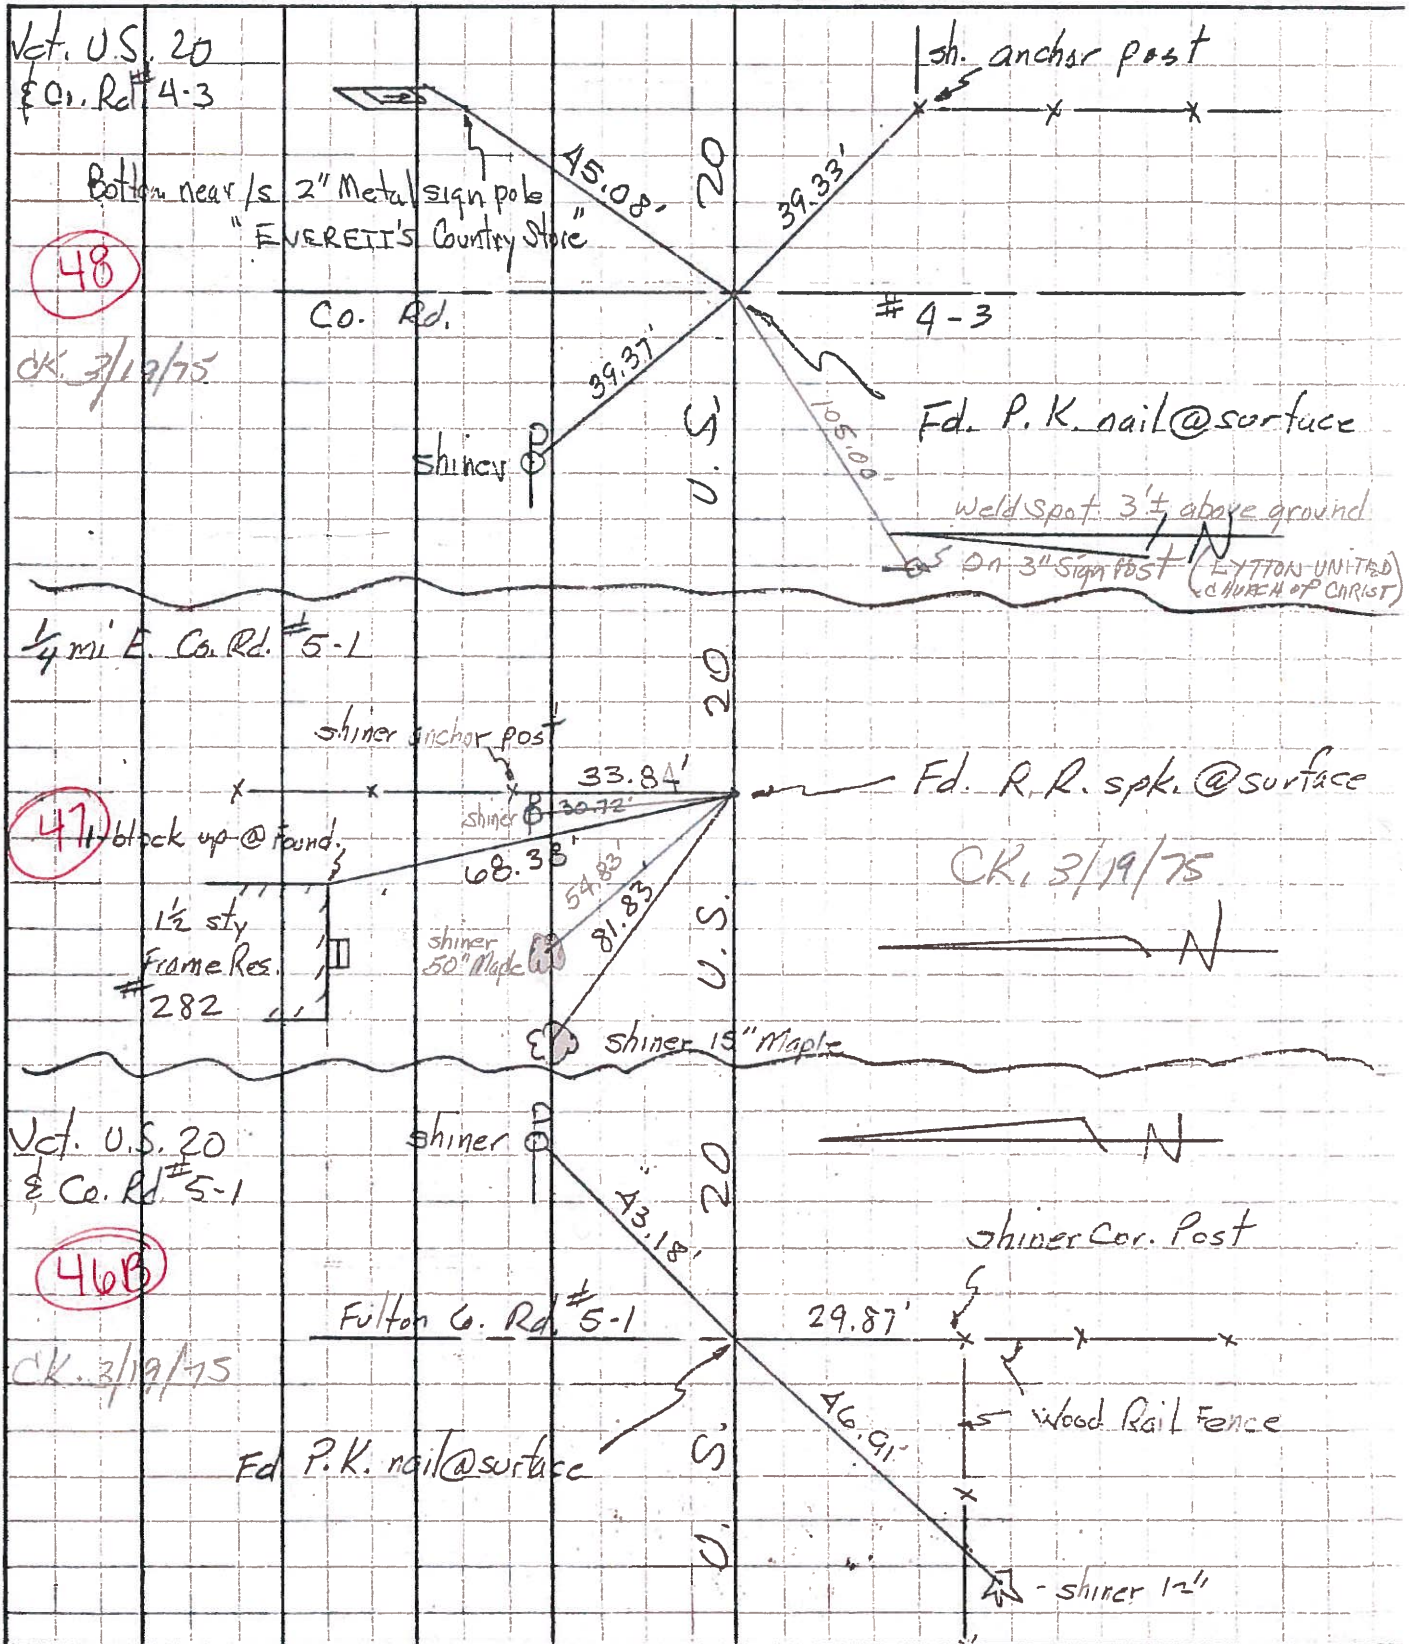 Jct. U.S. 20
& Co. Rd # 4-3
sh. anchor post
45.08'
20
39.33'
Bottom near /s 2" Metal sign pole
"EVERETT'S Country Store"
48
Co. Rd.
# 4-3
CK. 3/19/75
39.37'
U.S.
105.00'
Fd. P.K. nail @ surface
shiner
Weld Spot 3'± above ground
N
On 3" Sign Post (LYTTON UNITED
CHURCH OF CHRIST)
1/4 mi E. Co. Rd. # 5-1
20
shiner anchor post
33.84'
Fd. R.R. spk. @ surface
shiner
30.72'
47
1-block up @ Found.
68.33'
54.83'
81.83'
CK. 3/19/75
U.S.
1½ sty
Frame Res.
# 282
shiner
50" Maple
N
shiner 15" Maple
Jct. U.S. 20
& Co. Rd # 5-1
shiner
20
N
43.18'
46B
shiner Cor. Post
Fulton Co. Rd. # 5-1
29.87'
CK. 3/19/75
46.91'
Wood Rail Fence
Fd P.K. nail @ surface
U.S.
- shiner 12"